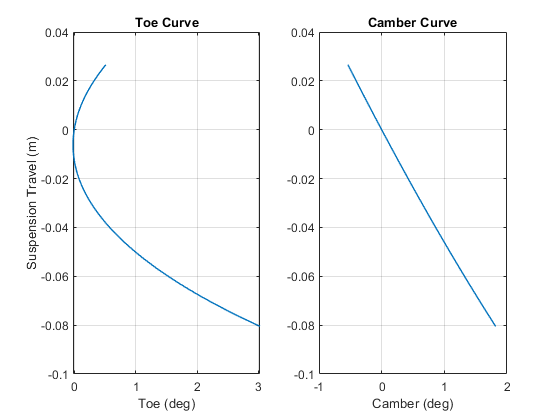 Toe Curve
Camber Curve
0.04
0.02
0
-0.02
-0.04
-0.06
-0.08
-0.1
Suspension Travel (m)
0 1 2 3
Toe (deg)
0.04
0.02
0
-0.02
-0.04
-0.06
-0.08
-0.1
-1 0 1 2
Camber (deg)